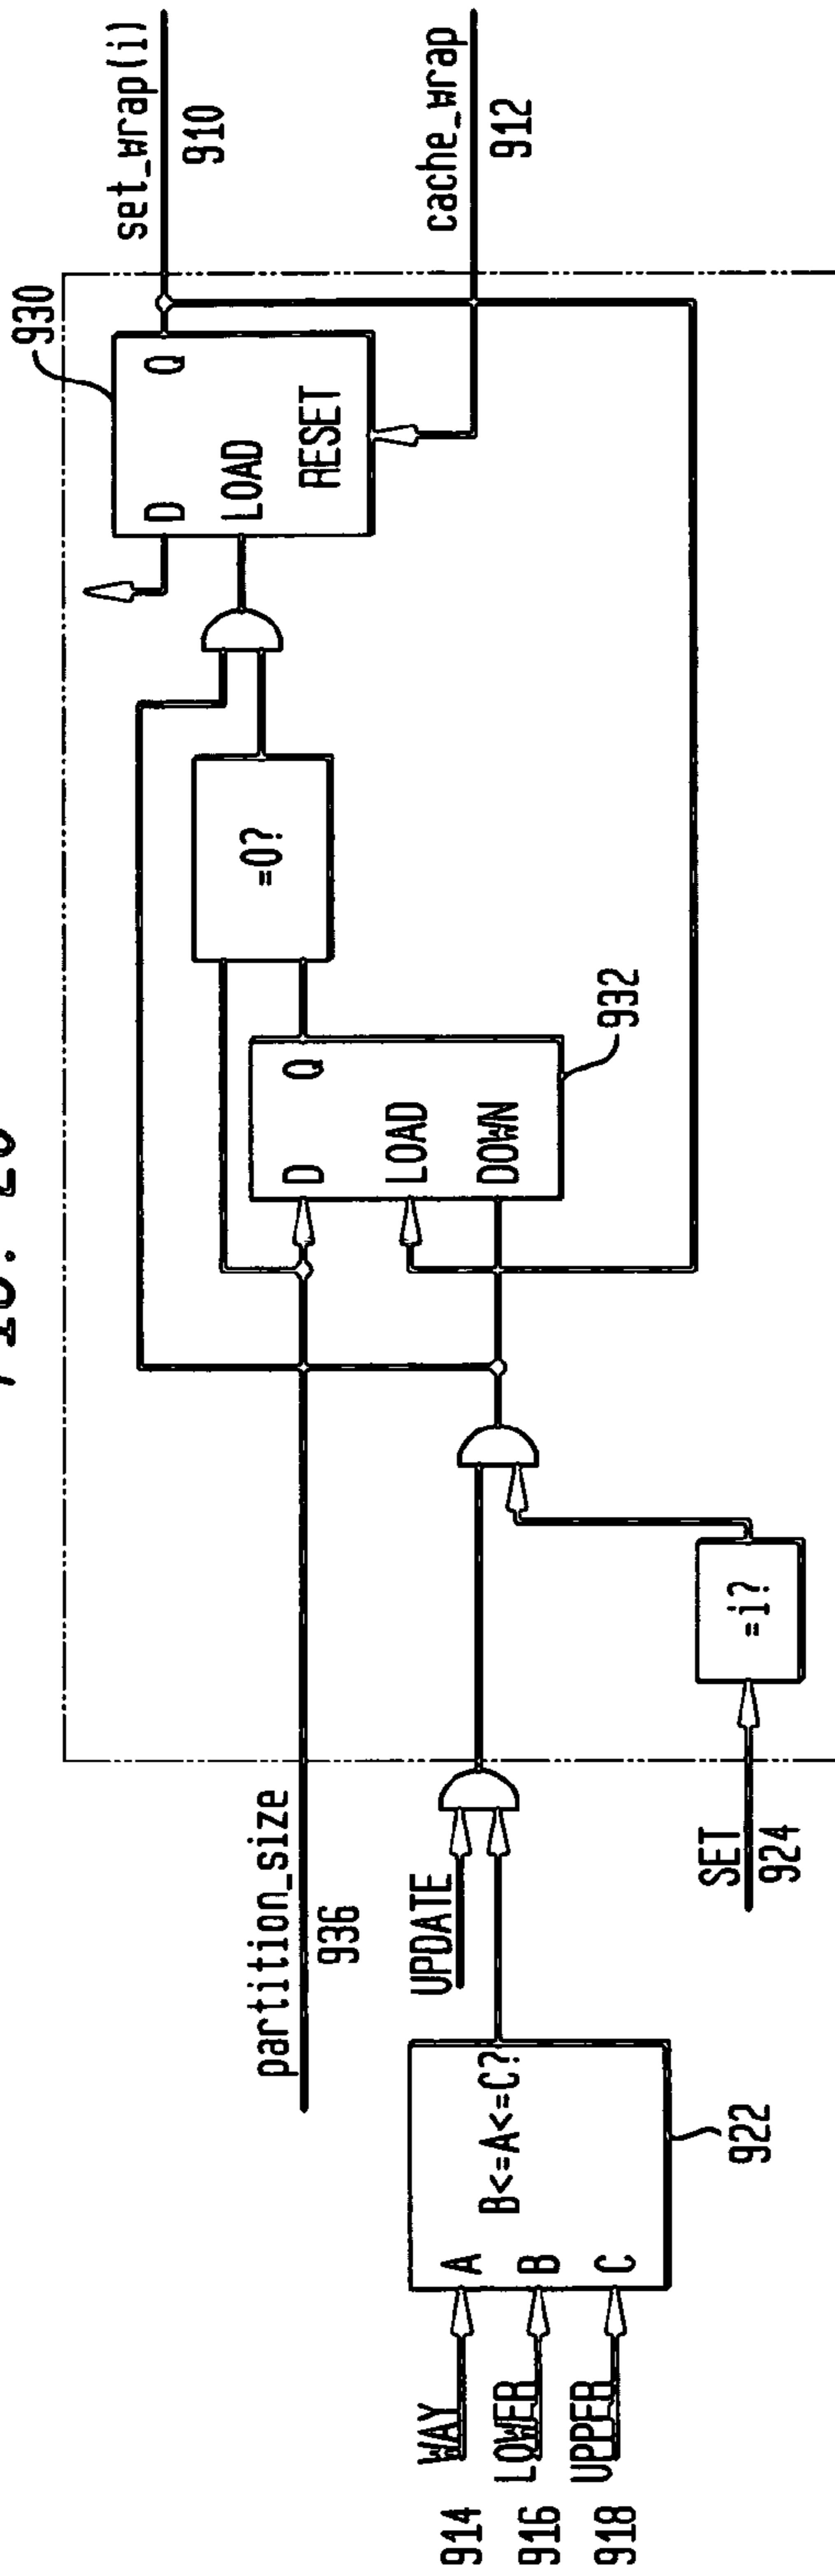 set_wrap(i)
910
cache_wrap
912
930
D
Q
LOAD
RESET
=0?
D
Q
LOAD
DOWN
932
partition_size
936
UPDATE
=i?
SET
924
A
B
C
B<=A<=C?
922
WAY
914
LOWER
916
UPPER
918